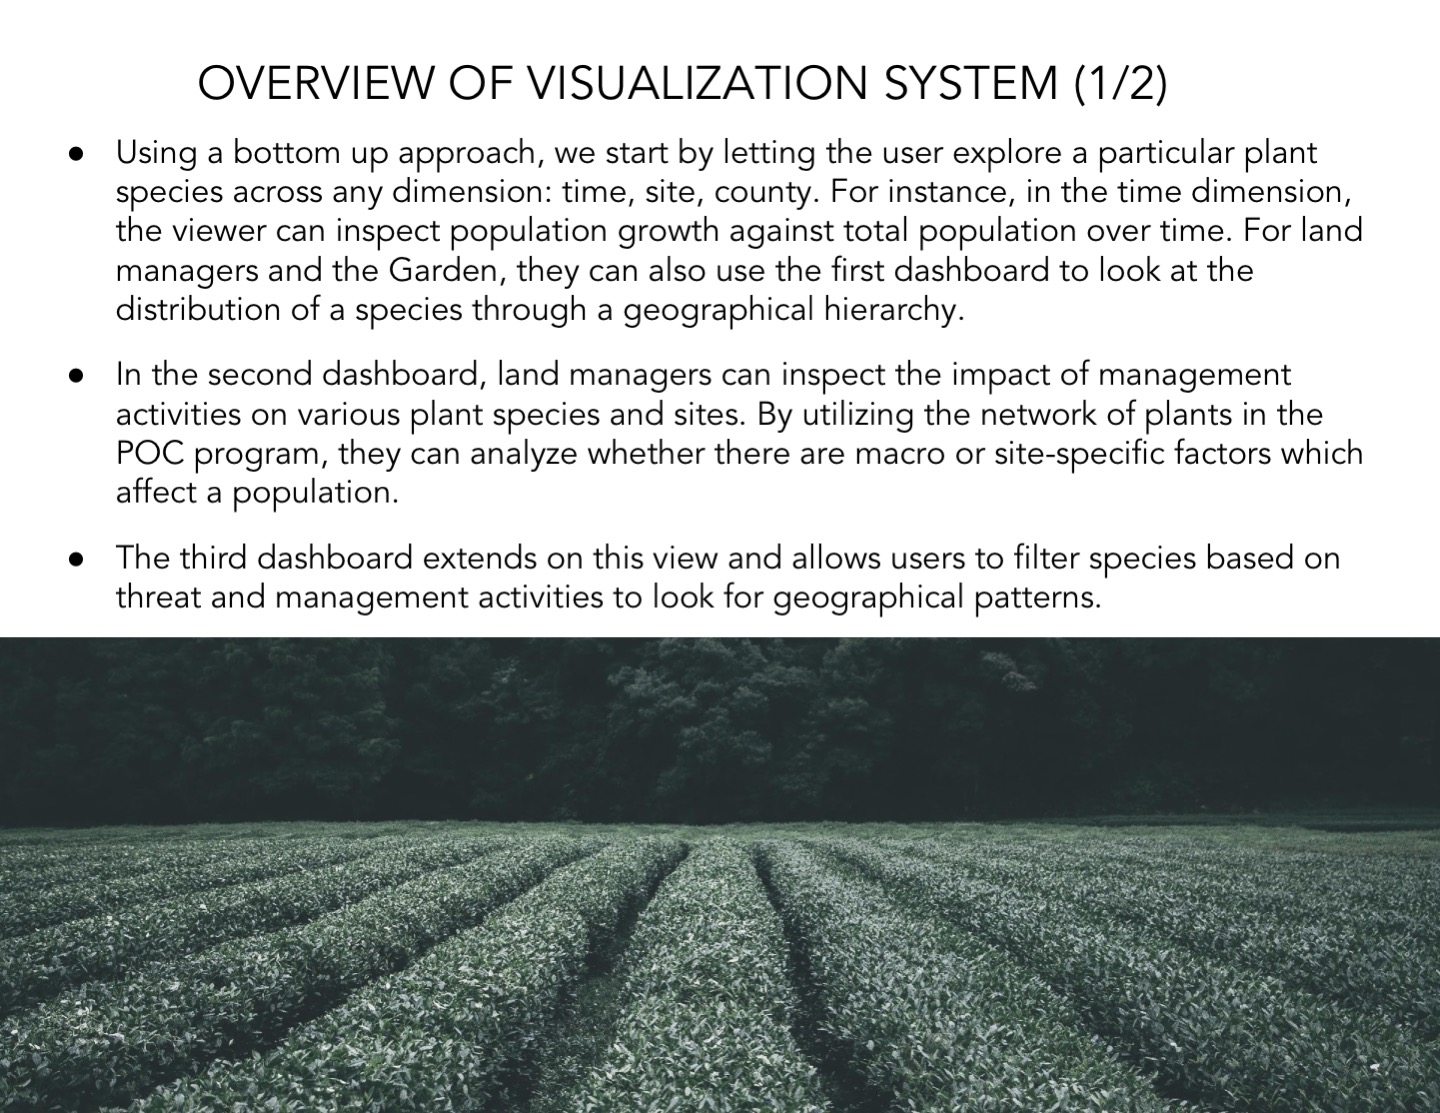 OVERVIEW OF VISUALIZATION SYSTEM (1/2)
● Using a bottom up approach, we start by letting the user explore a particular plant
species across any dimension: time, site, county. For instance, in the time dimension,
the viewer can inspect population growth against total population over time. For land
managers and the Garden, they can also use the first dashboard to look at the
distribution of a species through a geographical hierarchy.
● In the second dashboard, land managers can inspect the impact of management
activities on various plant species and sites. By utilizing the network of plants in the
POC program, they can analyze whether there are macro or site-specific factors which
affect a population.
● The third dashboard extends on this view and allows users to filter species based on
threat and management activities to look for geographical patterns.